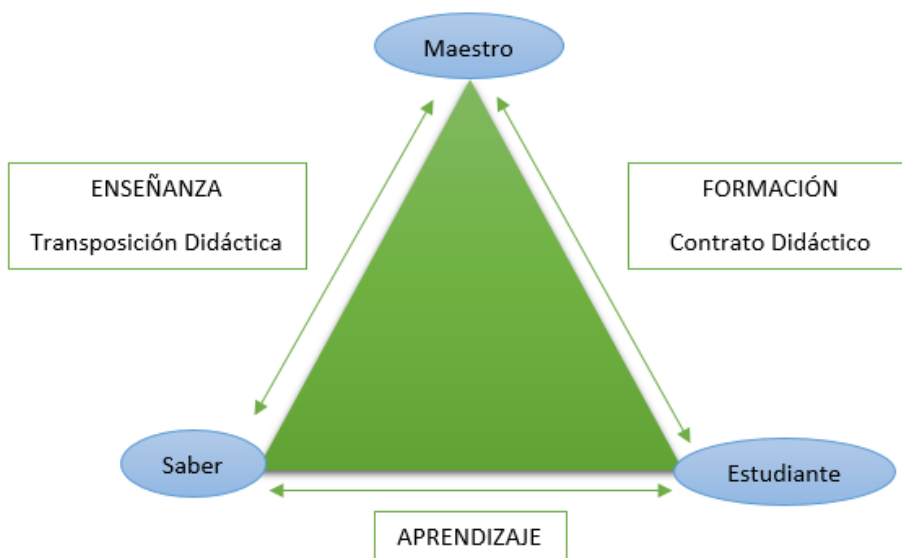 Maestro
ENSEÑANZA
Transposición Didáctica
FORMACIÓN
Contrato Didáctico
Saber
Estudiante
APRENDIZAJE